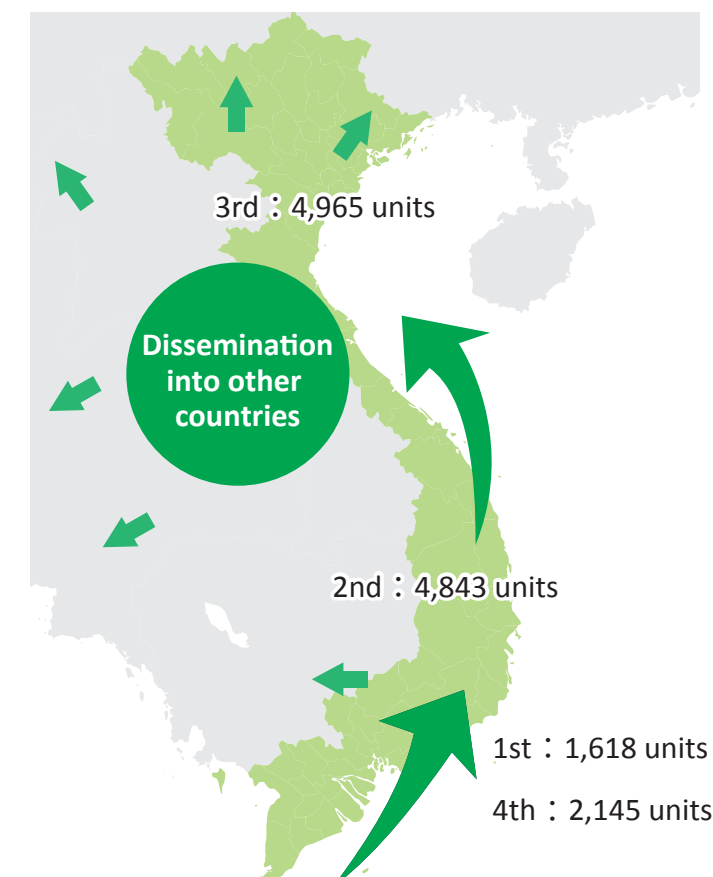 3rd：4,965 units
Dissemination
into other
countries
2nd：4,843 units
1st：1,618 units
4th：2,145 units